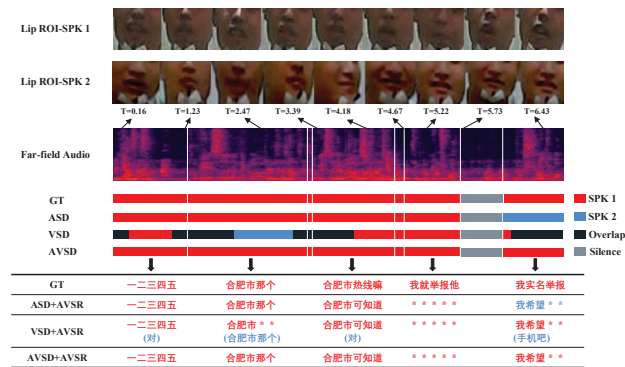 Lip ROI-SPK 1
Lip ROI-SPK 2
T=0.16 T=1.23 T=2.47 T=3.39 T=4.18 T=4.67 T=5.22 T=5.73 T=6.43
Far-field Audio
GT
SPK 1
ASD
SPK 2
VSD
Overlap
AVSD
Silence
GT 一二三四五 合肥市那个 合肥市热线嘛 我就举报他 我实名举报
ASD+AVSR 一二三四五 合肥市那个 合肥市可知道 * * * * * 我希望 * *
VSD+AVSR 一二三四五 合肥市 * * 合肥市可知道 * * * * * 我希望 * *
(对) (合肥市那个) (对) (手机吧)
AVSD+AVSR 一二三四五 合肥市那个 合肥市可知道 * * * * * 我希望 * *